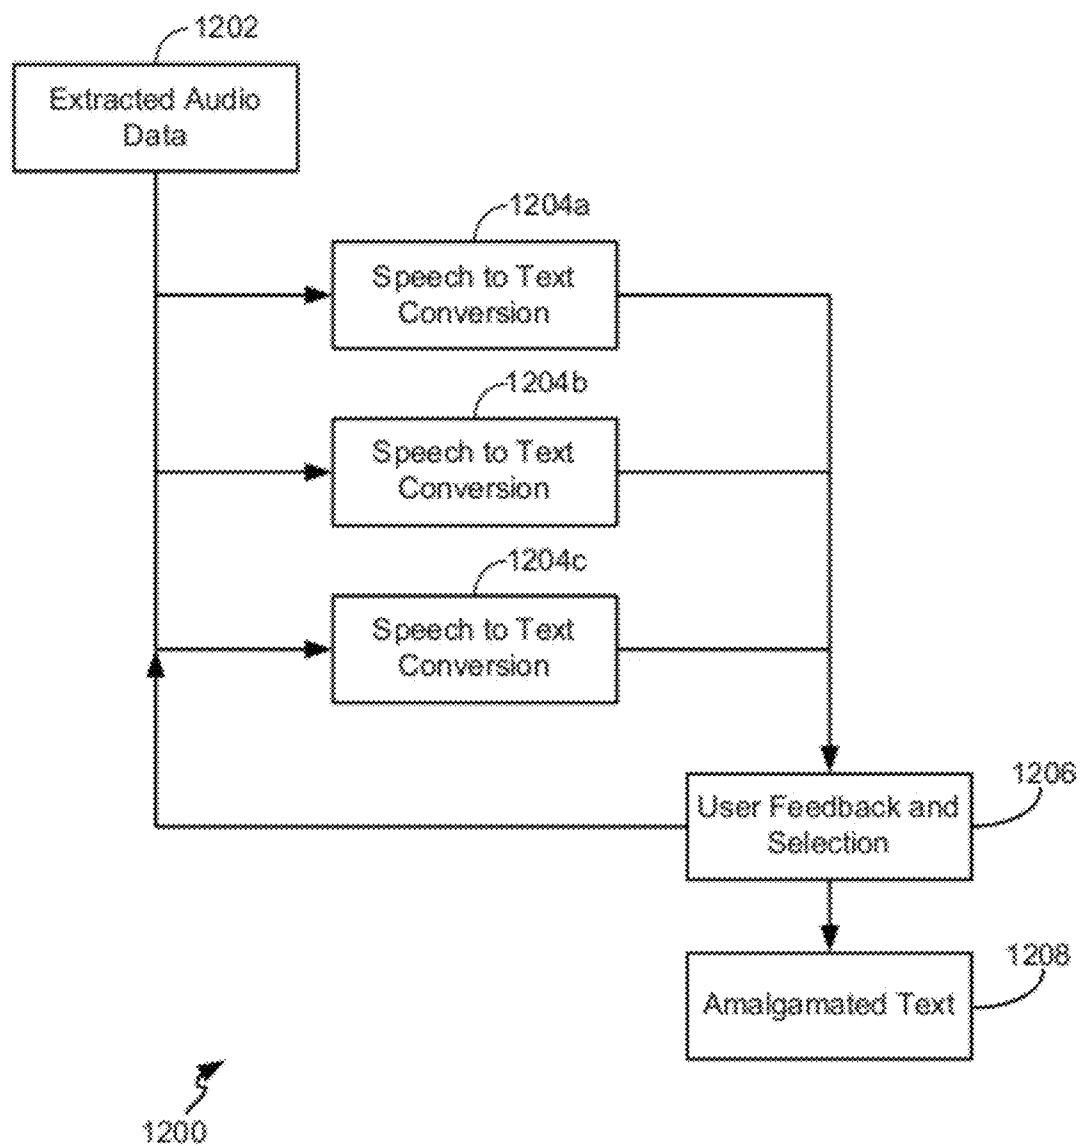 1202
Extracted Audio
Data
1204a
Speech to Text
Conversion
1204b
Speech to Text
Conversion
1204c
Speech to Text
Conversion
1206
User Feedback and
Selection
1208
Amalgamated Text
1200